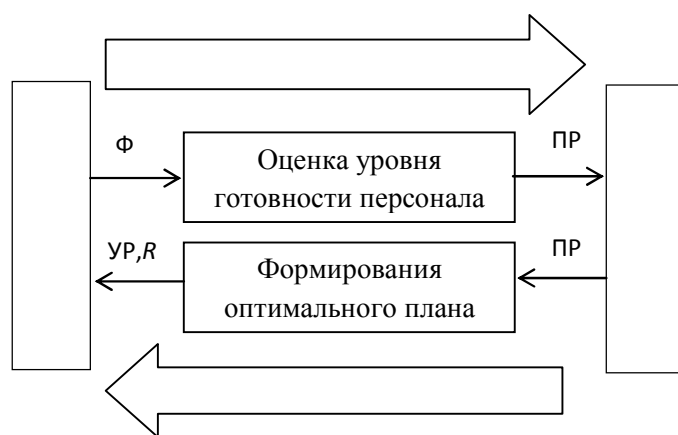 Ф
Оценка уровня
готовности персонала
ПР
УР,R
Формирования
оптимального плана
ПР